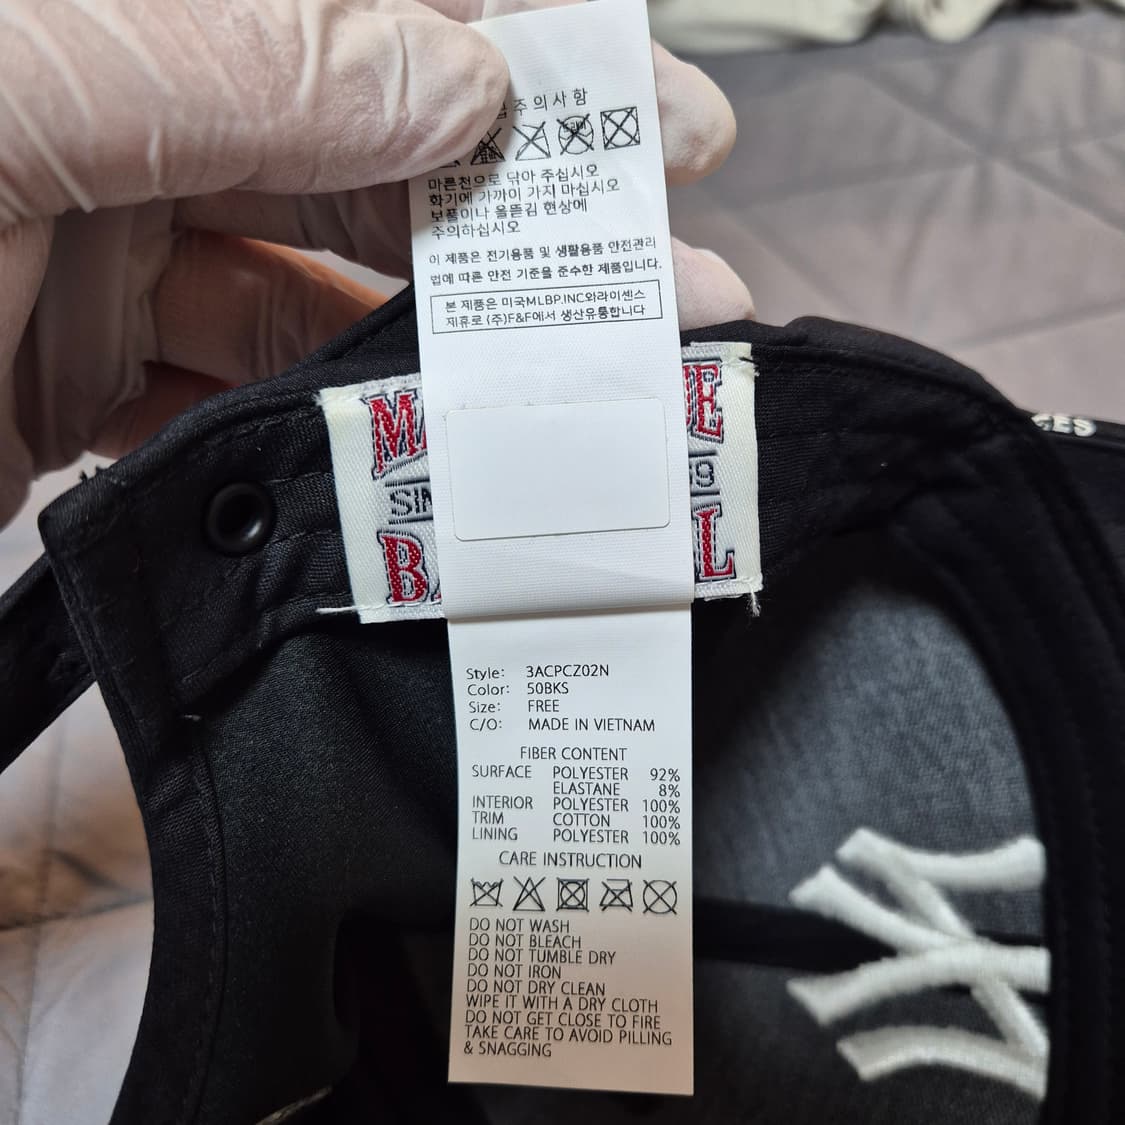 주의사항
마른천으로 닦아 주십시오
화기에 가까이 가지 마십시오
보풀이나 올뜯김 현상에
주의하십시오
이 제품은 전기용품 및 생활용품 안전관리
법에 따른 안전 기준을 준수한 제품입니다.
본 제품은 미국MLBP.INC와라이센스
제휴로 (주)F&F에서 생산유통합니다
Style: 3ACPCZ02N
Color: 50BKS
Size: FREE
C/O: MADE IN VIETNAM
FIBER CONTENT
SURFACE POLYESTER 92%
ELASTANE 8%
INTERIOR POLYESTER 100%
TRIM COTTON 100%
LINING POLYESTER 100%
CARE INSTRUCTION
DO NOT WASH
DO NOT BLEACH
DO NOT TUMBLE DRY
DO NOT IRON
DO NOT DRY CLEAN
WIPE IT WITH A DRY CLOTH
DO NOT GET CLOSE TO FIRE
TAKE CARE TO AVOID PILLING
& SNAGGING
NY